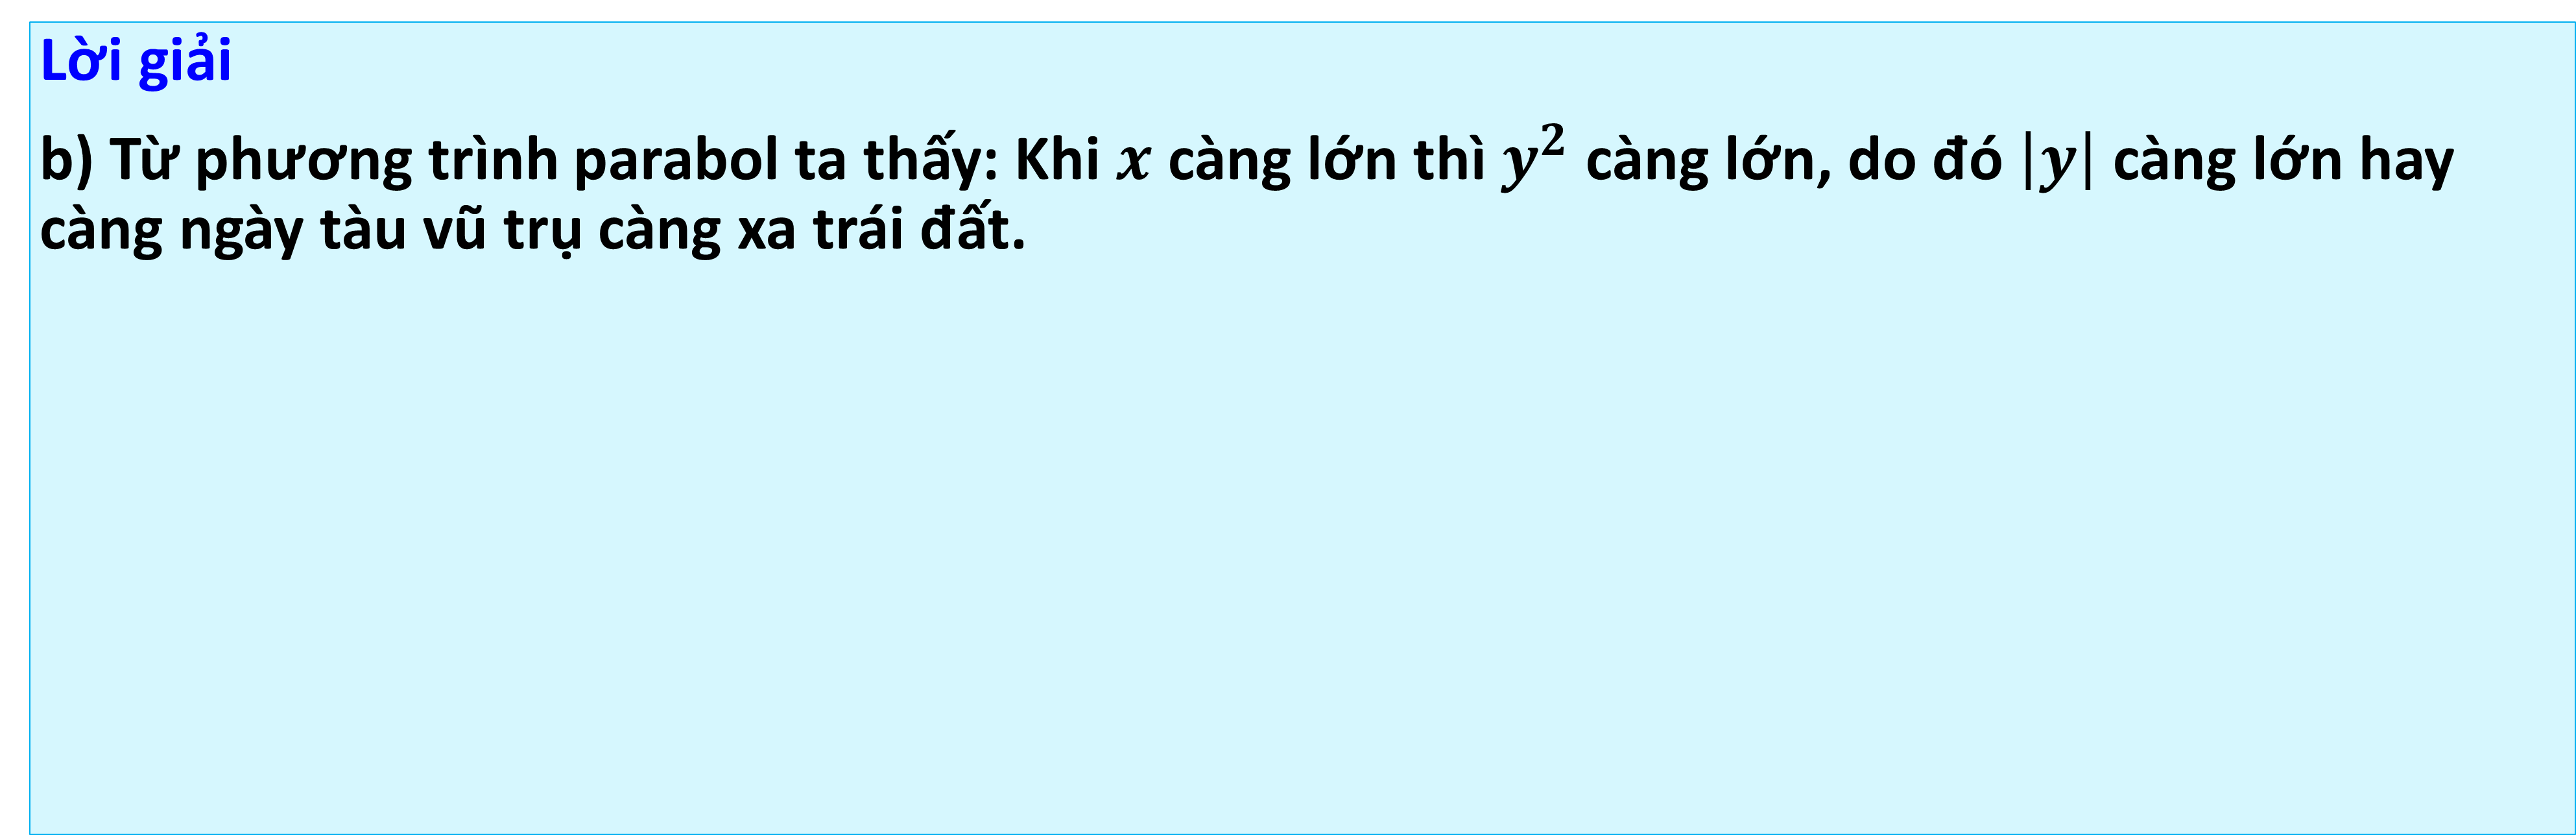 Lời giải
b) Từ phương trình parabol ta thấy: Khi x càng lớn thì y² càng lớn, do đó |y| càng lớn hay
càng ngày tàu vũ trụ càng xa trái đất.